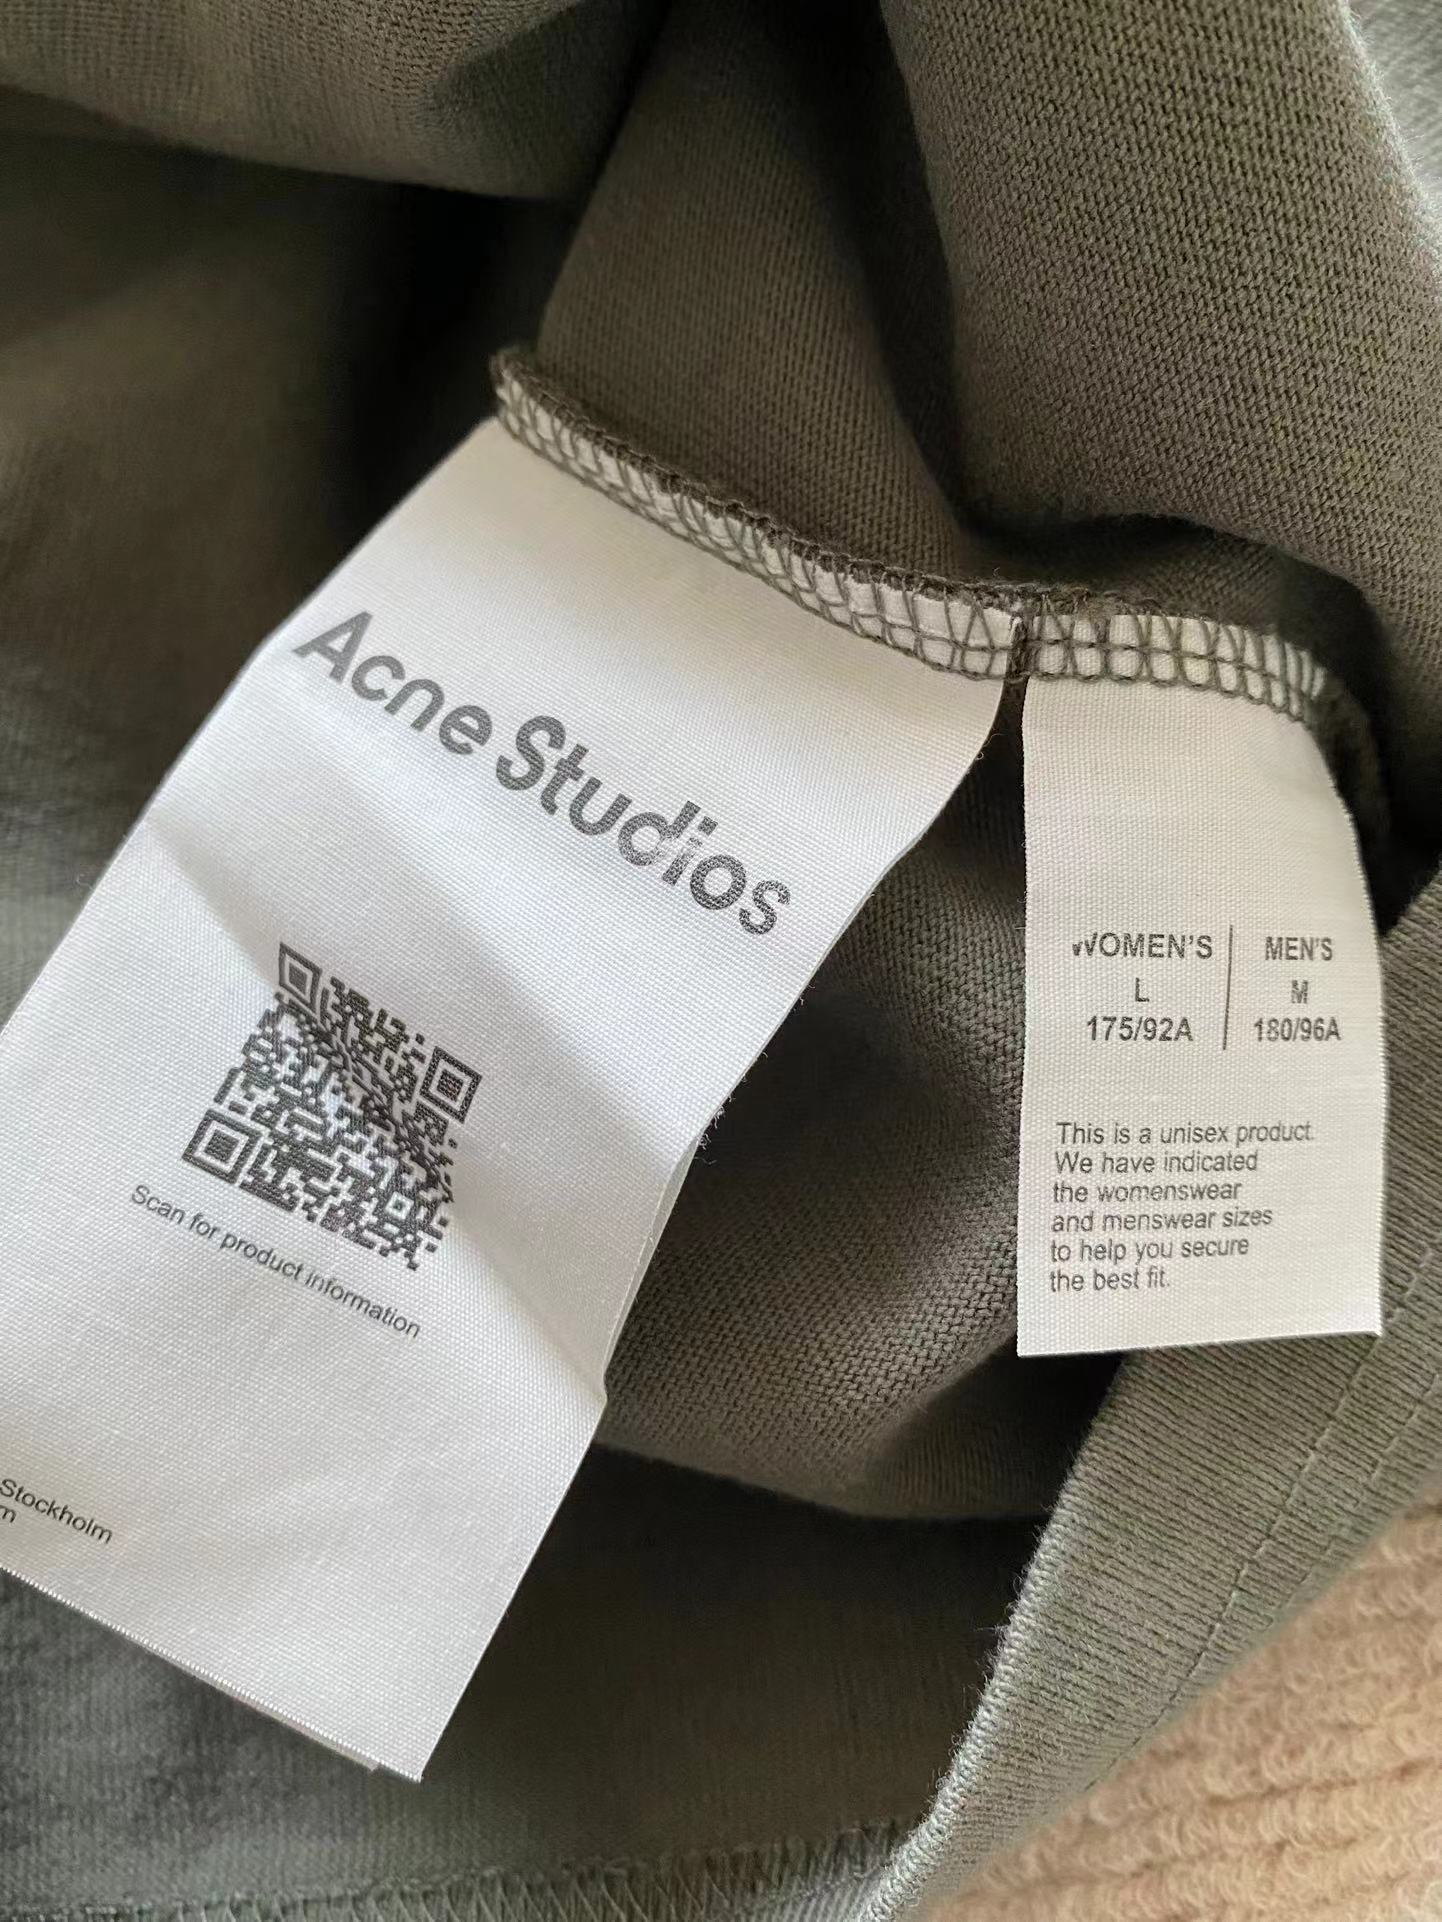 Acne Studios
Scan for product information
Stockholm
m
WOMEN'S
L
175/92A
MEN'S
M
180/96A
This is a unisex product.
We have indicated
the womenswear
and menswear sizes
to help you secure
the best fit.